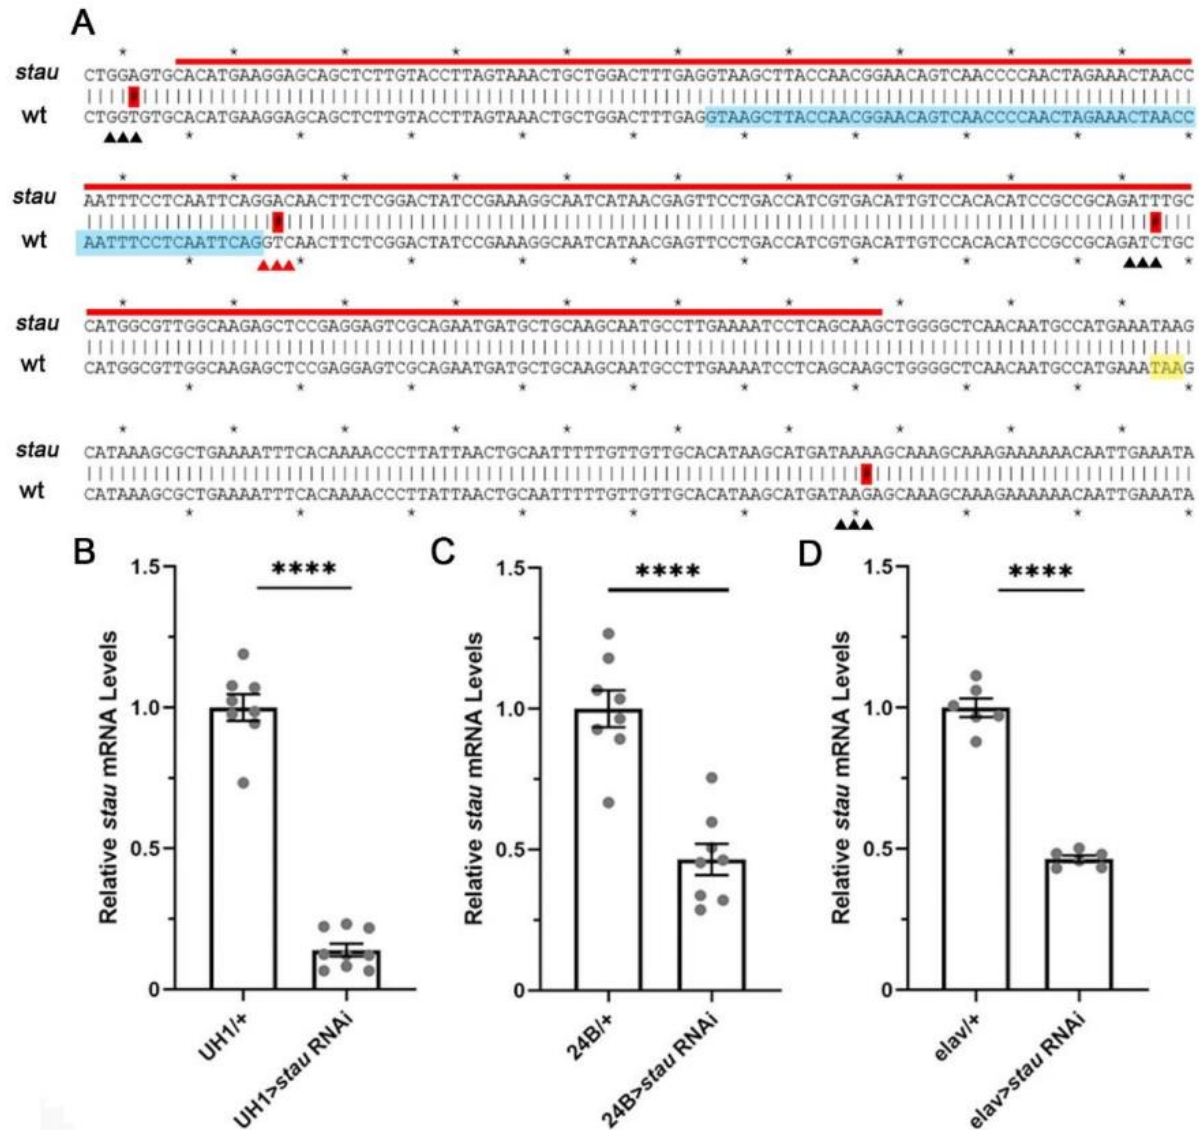 A
stau CTGGAGTGCACATGAAGGAGCAGCTCTTGTACCTTAGTAAACTGCTGGACTTTGAGGTAAGCTTACCAACGGAACAGTCAACCCCAACTAGAAACTAACC
wt CTGGTGTGCACATGAAGGAGCAGCTCTTGTACCTTAGTAAACTGCTGGACTTTGAGGTAAGCTTACCAACGGAACAGTCAACCCCAACTAGAAACTAACC
stau AATTTCCTCAATTCAGGACAACTTCTCGGACTATCCGAAAGGCAATCATAACGAGTTCCTGACCATCGTGACATTGTCCACACATCCGCCGCAGATTTGC
wt AATTTCCTCAATTCAGGTCAACTTCTCGGACTATCCGAAAGGCAATCATAACGAGTTCCTGACCATCGTGACATTGTCCACACATCCGCCGCAGATCTGC
stau CATGGCGTTGGCAAGAGCTCCGAGGAGTCGCAGAATGATGCTGCAAGCAATGCCTTGAAAATCCTCAGCAAGCTGGGGCTCAACAATGCCATGAAATAAG
wt CATGGCGTTGGCAAGAGCTCCGAGGAGTCGCAGAATGATGCTGCAAGCAATGCCTTGAAAATCCTCAGCAAGCTGGGGCTCAACAATGCCATGAAATAAG
stau CATAAAGCGCTGAAAATTTCACAAAACCCTTATTAACTGCAATTTTTGTTGTTGCACATAAGCATGATAAAAGCAAAGCAAAGAAAAAACAATTGAAATA
wt CATAAAGCGCTGAAAATTTCACAAAACCCTTATTAACTGCAATTTTTGTTGTTGCACATAAGCATGATAAGAGCAAAGCAAAGAAAAAACAATTGAAATA
B
Relative stau mRNA Levels
1.5
1.0
0.5
0
****
UH1/+
UH1>stau RNAi
C
Relative stau mRNA Levels
1.5
1.0
0.5
0
****
24B/+
24B>stau RNAi
D
Relative stau mRNA Levels
1.5
1.0
0.5
0
****
elav/+
elav>stau RNAi